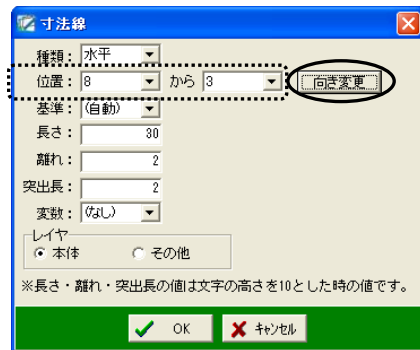 寸法線
種類： 水平
位置： 8 から 3 向き変更
基準： (自動)
長さ： 30
離れ： 2
突出長： 2
変数： (なし)
レイヤ
本体 その他
※長さ・離れ・突出長の値は文字の高さを10とした時の値です。
OK キャンセル